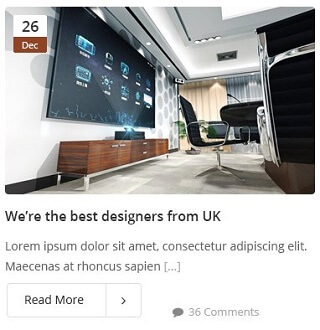 26
Dec
We're the best designers from UK
Lorem ipsum dolor sit amet, consectetur adipiscing elit.
Maecenas at rhoncus sapien [...]
Read More >
36 Comments